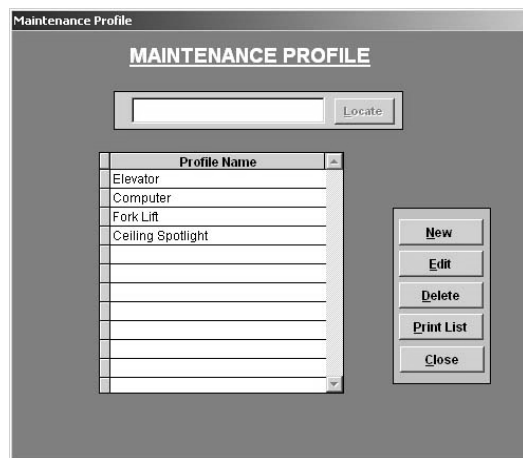 Maintenance Profile
MAINTENANCE PROFILE
Locate
Profile Name
Elevator
Computer
Fork Lift
Ceiling Spotlight
New
Edit
Delete
Print List
Close